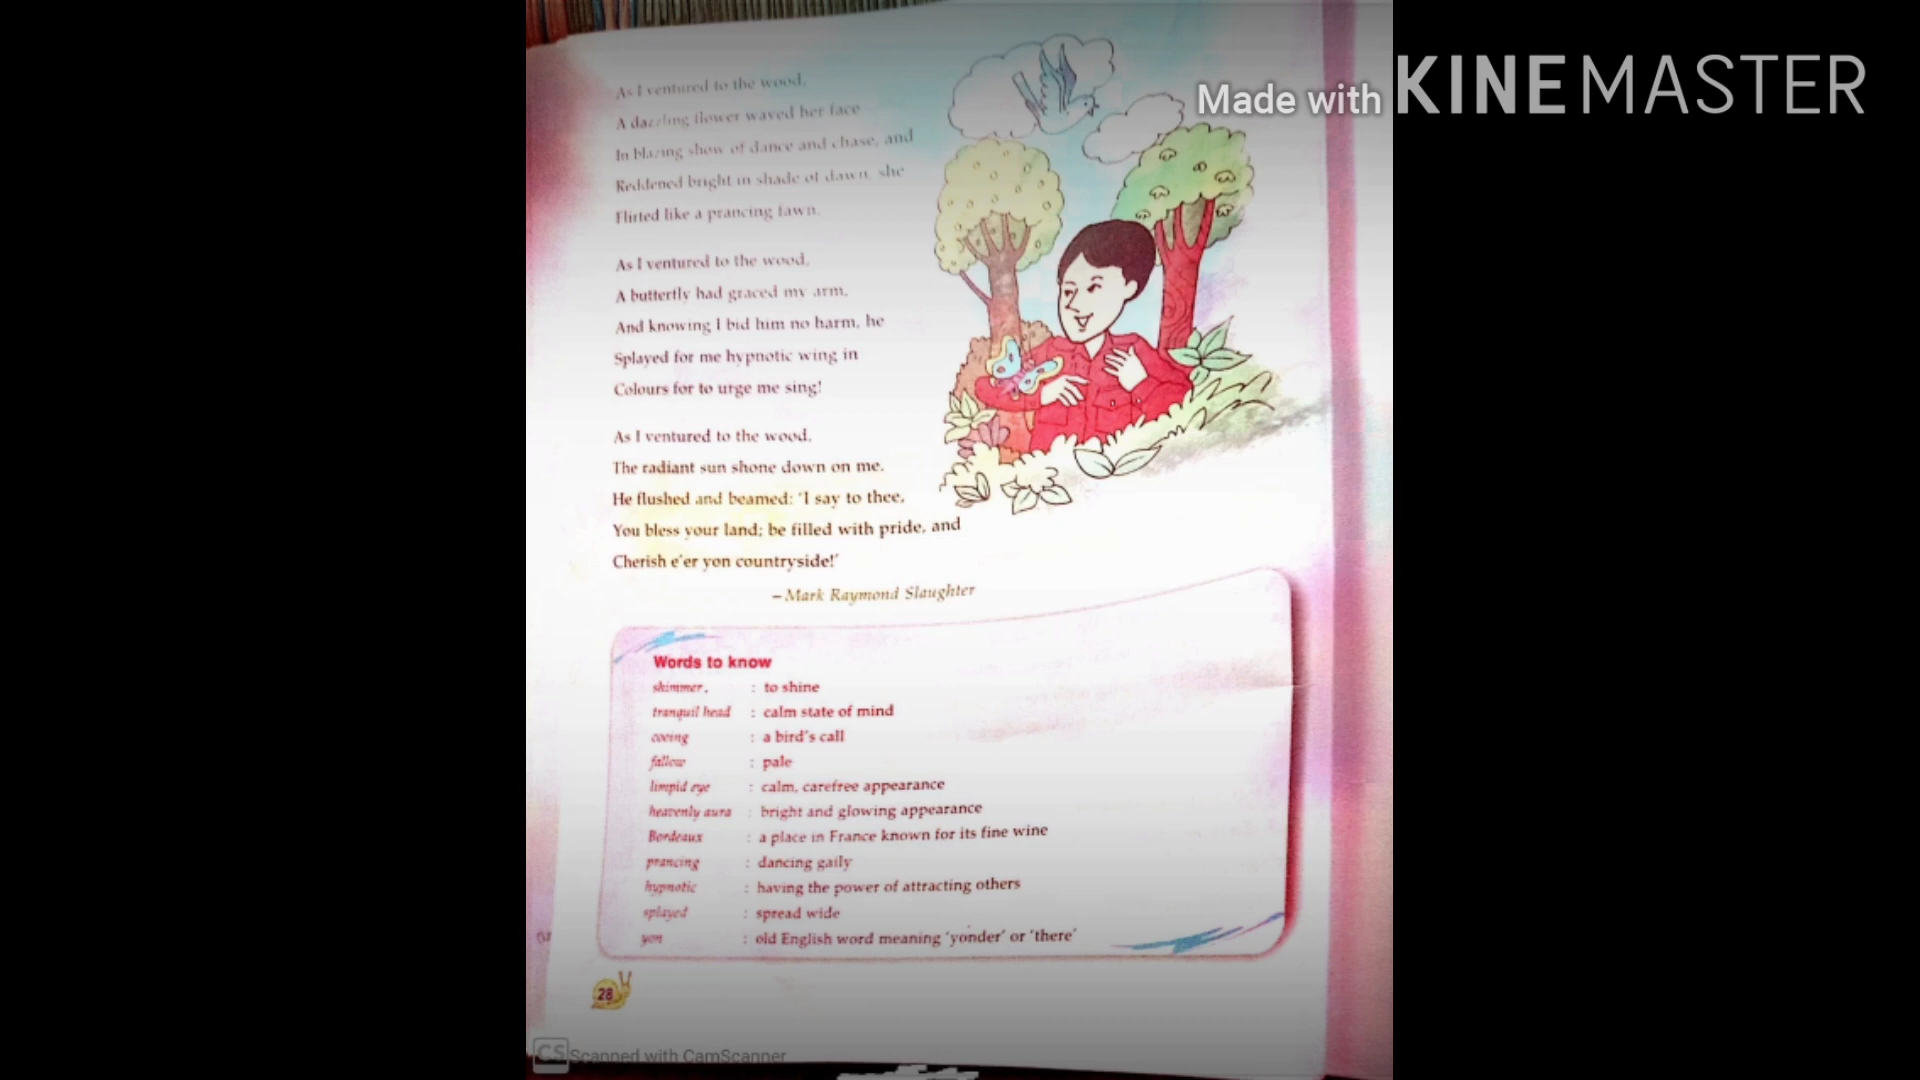 As I ventured to the wood,
A dazzling flower waved her face
In blazing show of dance and chase, and
Reddened bright in shade of dawn, she
Flirted like a prancing fawn.
As I ventured to the wood,
A butterfly had graced my arm,
And knowing I bid him no harm, he
Splayed for me hypnotic wing in
Colours for to urge me sing!
As I ventured to the wood,
The radiant sun shone down on me.
He flushed and beamed: 'I say to thee,
You bless your land; be filled with pride, and
Cherish e'er yon countryside!'
– Mark Raymond Slaughter
Words to know
shimmer, : to shine
tranquil head : calm state of mind
cooing : a bird's call
fallow : pale
limpid eye : calm, carefree appearance
heavenly aura : bright and glowing appearance
Bordeaux : a place in France known for its fine wine
prancing : dancing gaily
hypnotic : having the power of attracting others
splayed : spread wide
yon : old English word meaning 'yonder' or 'there'
28
CS Scanned with CamScanner
Made with KINEMASTER